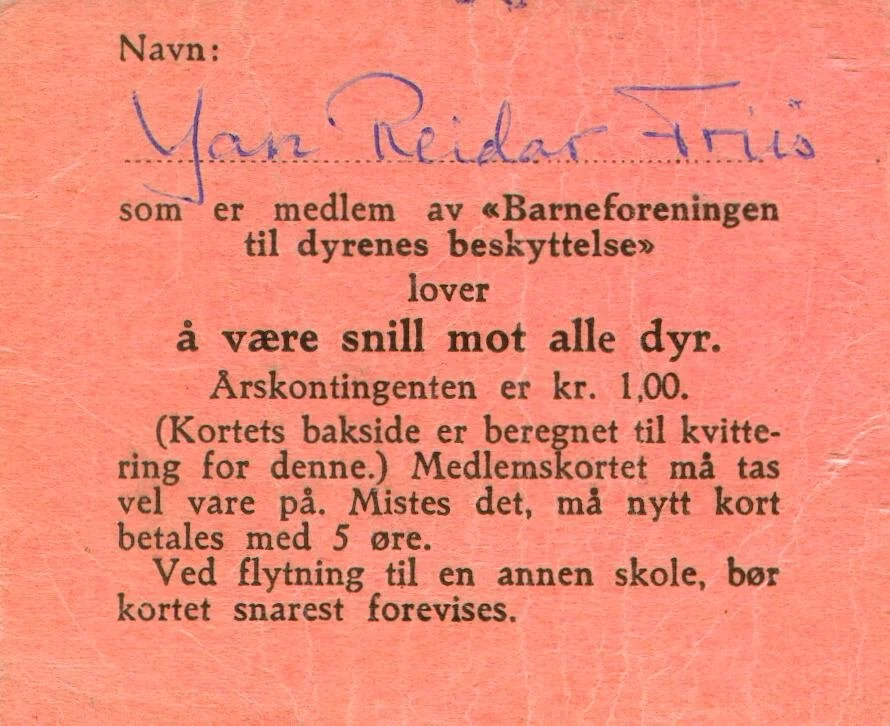 Navn:
Yan Reidar Friis
som er medlem av «Barneforeningen
til dyrenes beskyttelse»
lover
å være snill mot alle dyr.
Årskontingenten er kr. 1,00.
(Kortets bakside er beregnet til kvitte-
ring for denne.) Medlemskortet må tas
vel vare på. Mistes det, må nytt kort
betales med 5 øre.
Ved flytning til en annen skole, bør
kortet snarest forevises.